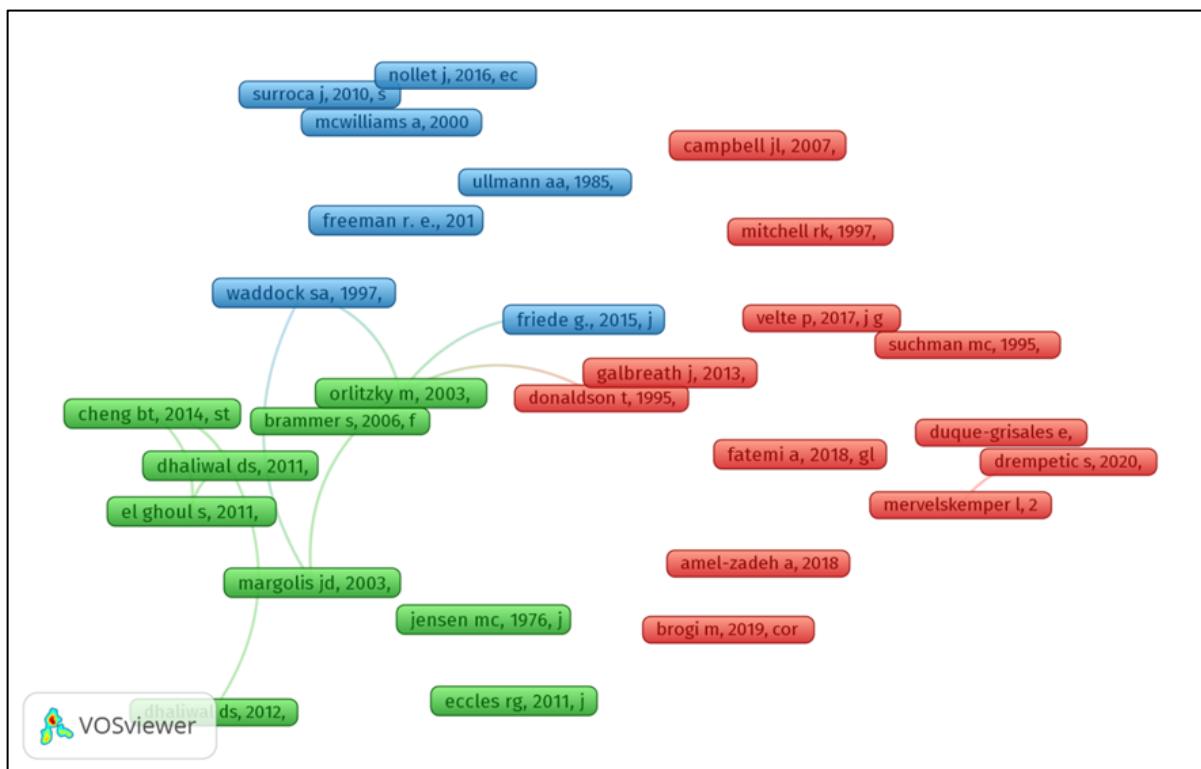 nollet j, 2016, ec
surroca j, 2010, s
mcwilliams a, 2000
campbell jl, 2007,
ullmann aa, 1985,
freeman r. e., 201
mitchell rk, 1997,
waddock sa, 1997,
friede g., 2015, j
velte p, 2017, j g
suchman mc, 1995,
galbreath j, 2013,
orlitzky m, 2003,
donaldson t, 1995,
cheng bt, 2014, st
brammer s, 2006, f
duque-grisales e,
fatemi a, 2018, gl
drempetic s, 2020,
dhaliwal ds, 2011,
mervelskemper l, 2
el ghoul s, 2011,
amel-zadeh a, 2018
margolis jd, 2003,
jensen mc, 1976, j
brogi m, 2019, cor
eccles rg, 2011, j
dhaliwal ds, 2012,
VOSviewer